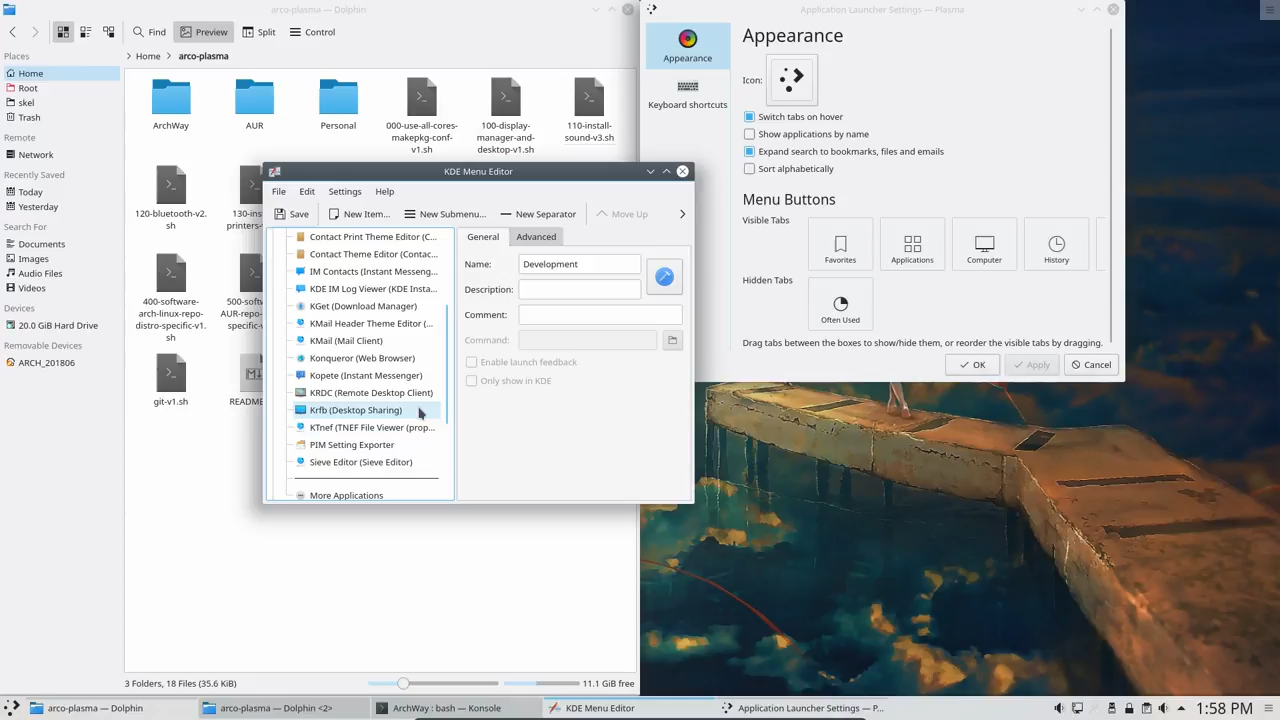 arco-plasma — Dolphin
Find
Preview
Split
Control
Places
Home
Root
skel
Trash
Remote
Network
Recently Saved
Today
Yesterday
Search For
Documents
Images
Audio Files
Videos
Devices
20.0 GiB Hard Drive
Removable Devices
ARCH_201806
Home
arco-plasma
ArchWay
AUR
Personal
000-use-all-cores-
makepkg-conf-
v1.sh
100-display-
manager-and-
desktop-v1.sh
110-install-
sound-v3.sh
120-bluetooth-v2.
sh
130-ins
printers-
v
400-software-
arch-linux-repo-
distro-specific-v1.
sh
500-s
AUR-repo
specific-
git-v1.sh
READM
3 Folders, 18 Files (35.6 KiB)
11.1 GiB free
KDE Menu Editor
File
Edit
Settings
Help
Save
New Item...
New Submenu...
New Separator
Move Up
Contact Print Theme Editor (C...
Contact Theme Editor (Contac...
IM Contacts (Instant Messeng...
KDE IM Log Viewer (KDE Insta...
KGet (Download Manager)
KMail Header Theme Editor (...
KMail (Mail Client)
Konqueror (Web Browser)
Kopete (Instant Messenger)
KRDC (Remote Desktop Client)
Krfb (Desktop Sharing)
KTnef (TNEF File Viewer (prop...
PIM Setting Exporter
Sieve Editor (Sieve Editor)
More Applications
General
Advanced
Name:
Development
Description:
Comment:
Command:
Enable launch feedback
Only show in KDE
Application Launcher Settings — Plasma
Appearance
Keyboard shortcuts
Appearance
Icon:
Switch tabs on hover
Show applications by name
Expand search to bookmarks, files and emails
Sort alphabetically
Menu Buttons
Visible Tabs
Favorites
Applications
Computer
History
Hidden Tabs
Often Used
Drag tabs between the boxes to show/hide them, or reorder the visible tabs by dragging.
OK
Apply
Cancel
arco-plasma — Dolphin
arco-plasma — Dolphin <2>
ArchWay : bash — Konsole
KDE Menu Editor
Application Launcher Settings — P...
1:58 PM